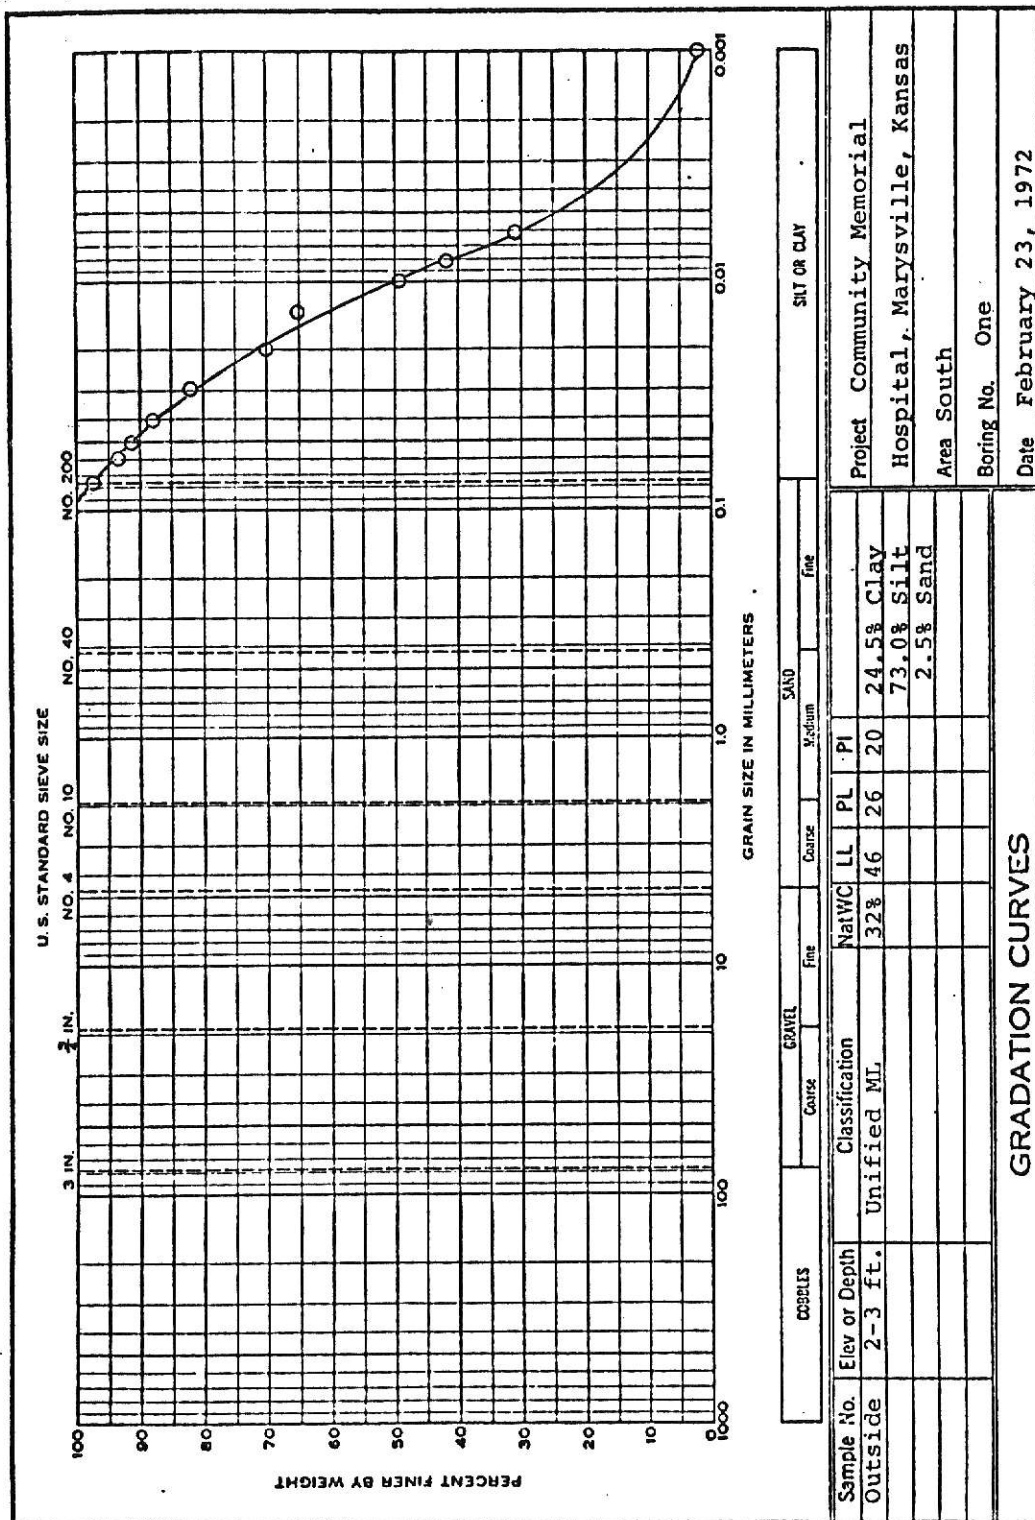 U. S. STANDARD SIEVE SIZE
3 IN. ¾ IN. NO. 4 NO. 10 NO. 40 NO. 200
PERCENT FINER BY WEIGHT
100
90
80
70
60
50
40
30
20
10
0
1000 100 10 1.0 0.1 0.01 0.001
GRAIN SIZE IN MILLIMETERS
COBBLES GRAVEL SAND SILT OR CLAY
Coarse Fine Coarse Medium Fine
Sample No. Elev or Depth Classification Nat WC LL PL PI
Outside 2-3 ft. Unified ML 32% 46 26 20 24.5% Clay
73.0% Silt
2.5% Sand
Project Community Memorial
Hospital, Marysville, Kansas
Area South
Boring No. One
Date February 23, 1972
GRADATION CURVES